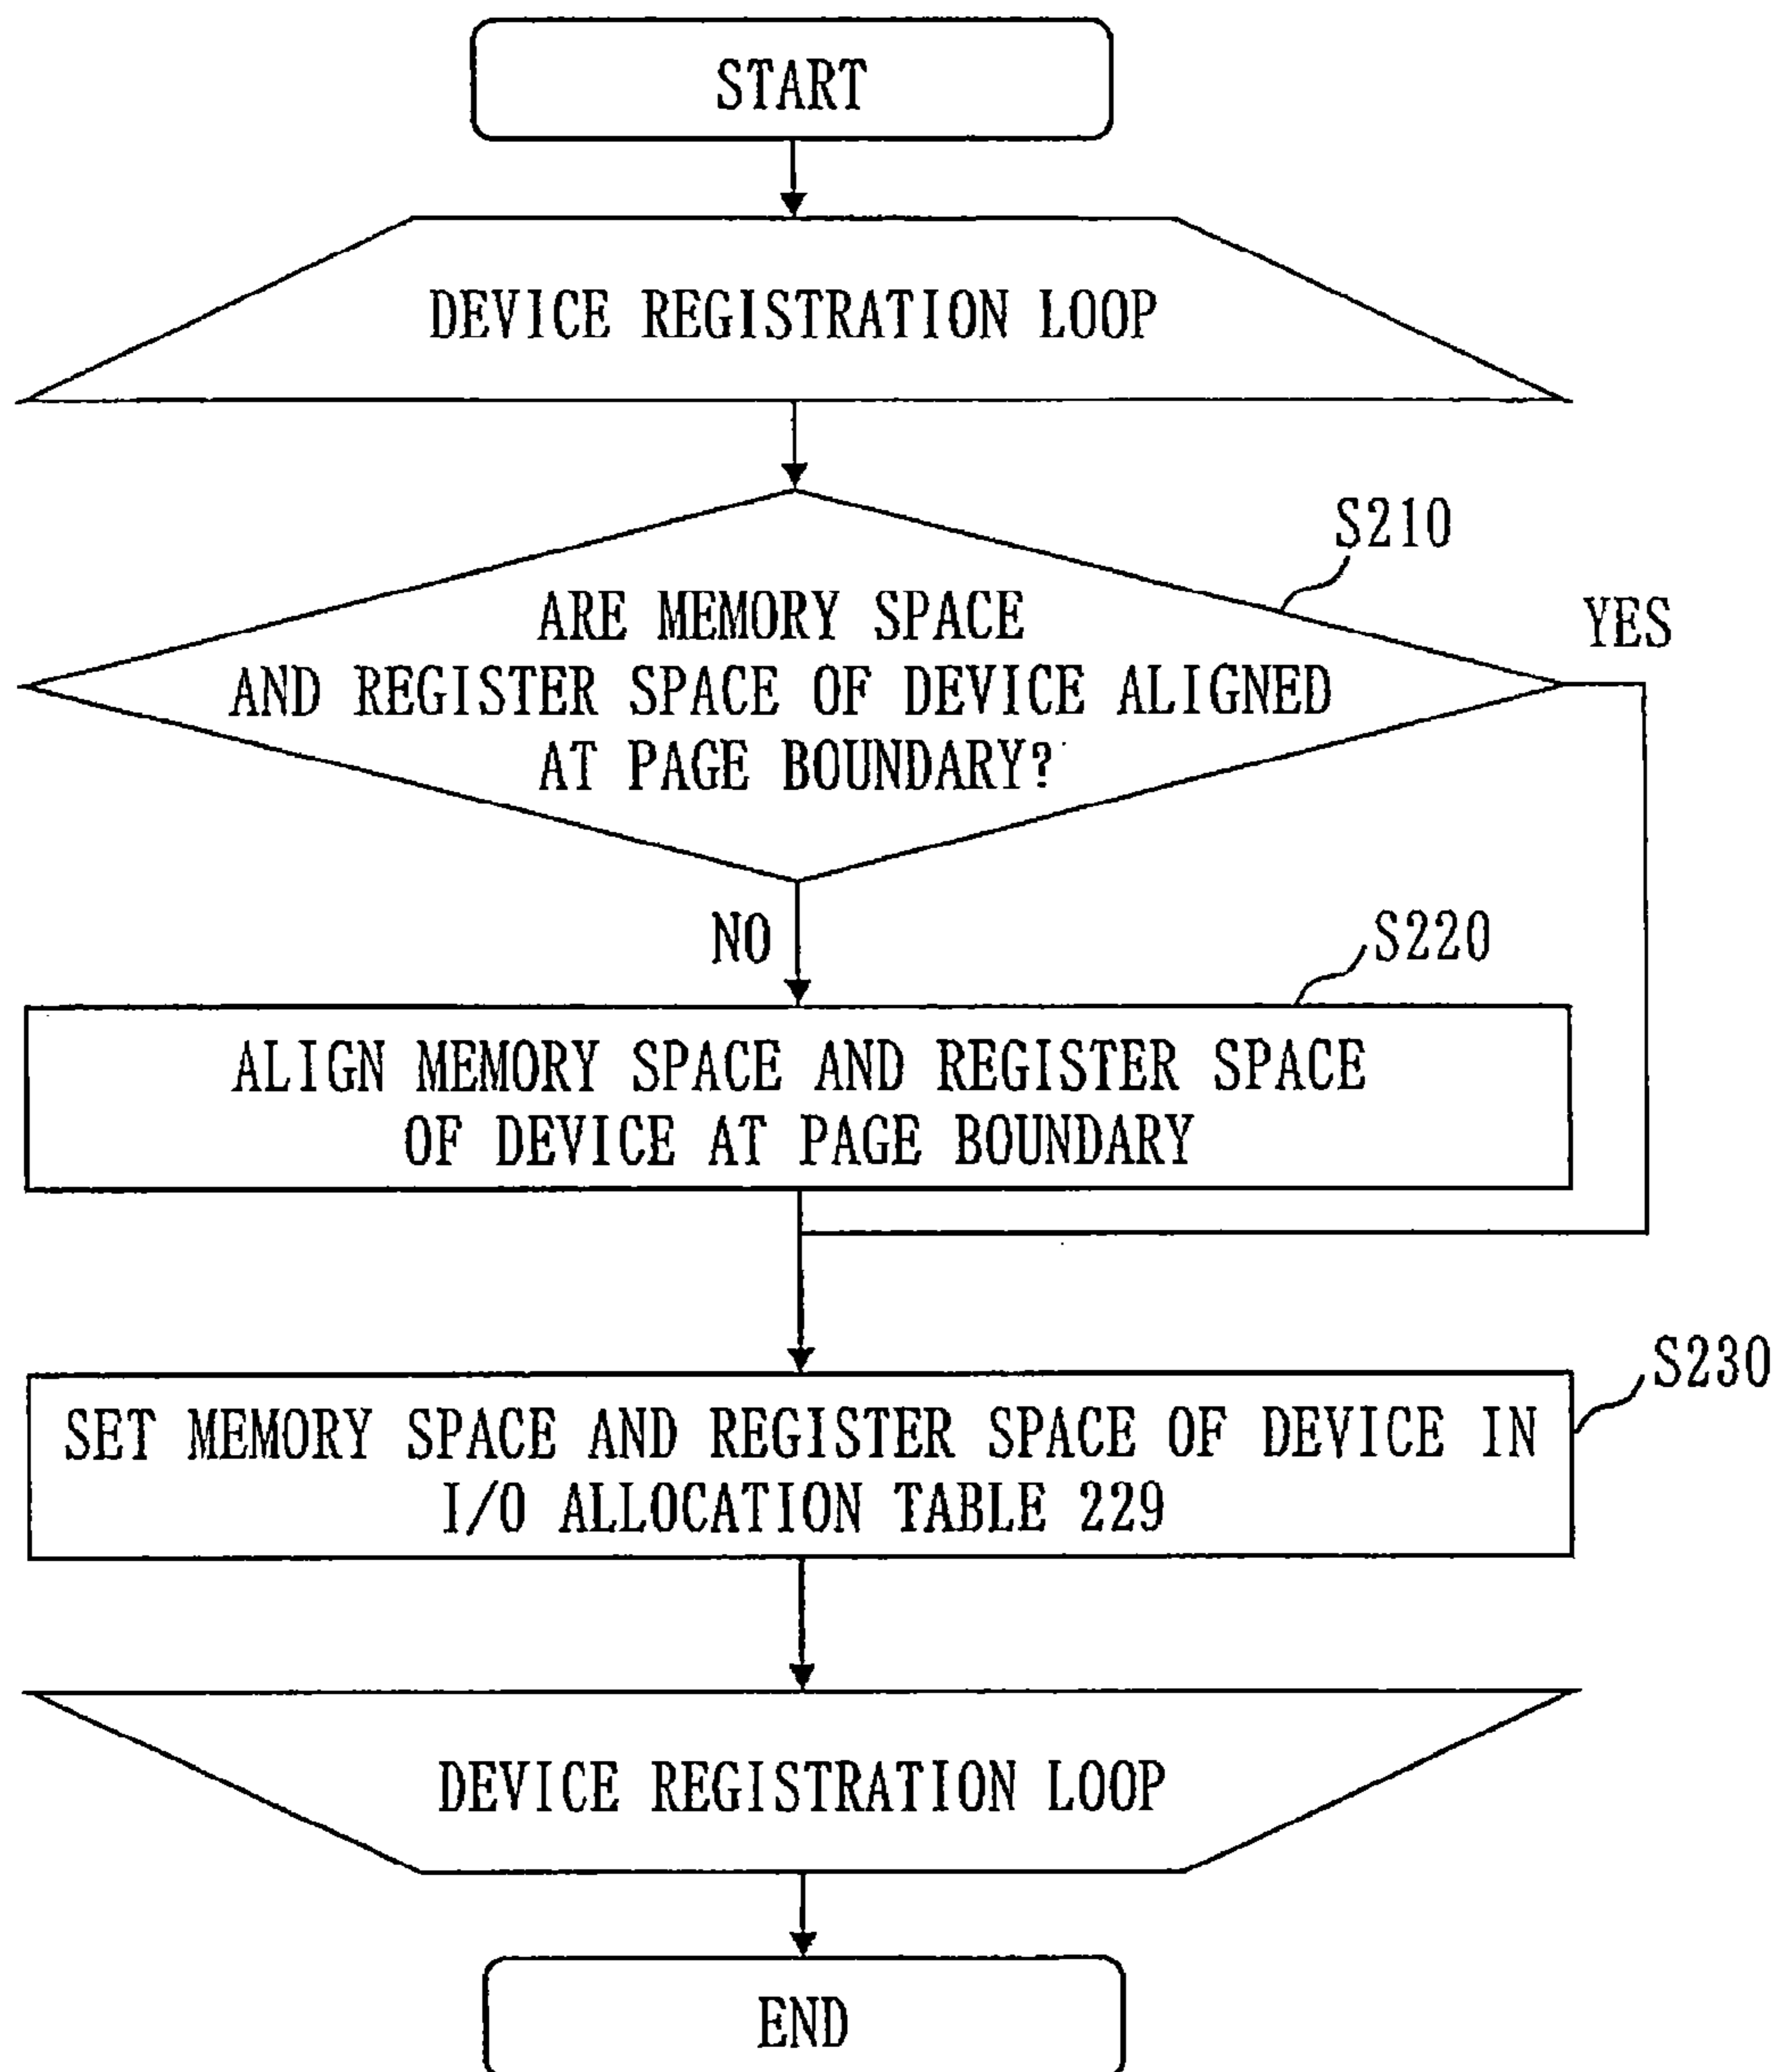 START
DEVICE REGISTRATION LOOP
S210
ARE MEMORY SPACE
YES
AND REGISTER SPACE OF DEVICE ALIGNED
AT PAGE BOUNDARY?
NO
S220
ALIGN MEMORY SPACE AND REGISTER SPACE
OF DEVICE AT PAGE BOUNDARY
S230
SET MEMORY SPACE AND REGISTER SPACE OF DEVICE IN
I/O ALLOCATION TABLE 229
DEVICE REGISTRATION LOOP
END